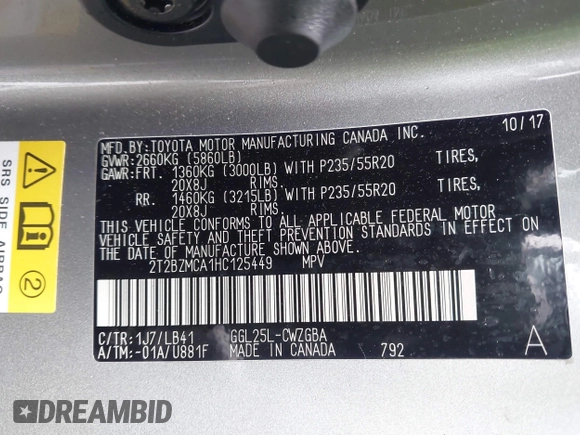 MFD.BY:TOYOTA MOTOR MANUFACTURING CANADA INC. 10/17
GVWR:2660KG (5860LB)
GAWR:FRT. 1360KG (3000LB) WITH P235/55R20 TIRES,
20X8J RIMS.
RR. 1460KG (3215LB) WITH P235/55R20 TIRES,
20X8J RIMS.
THIS VEHICLE CONFORMS TO ALL APPLICABLE FEDERAL MOTOR
VEHICLE SAFETY AND THEFT PREVENTION STANDARDS IN EFFECT ON
THE DATE OF MANUFACTURE SHOWN ABOVE.
2T2BZMCA1HC125449 MPV
C/TR:1J7/LB41 GGL25L-CWZGBA
A/TM:-01A/U881F MADE IN CANADA 792 A
SRS SIDE AIRBAG
2
DREAMBID